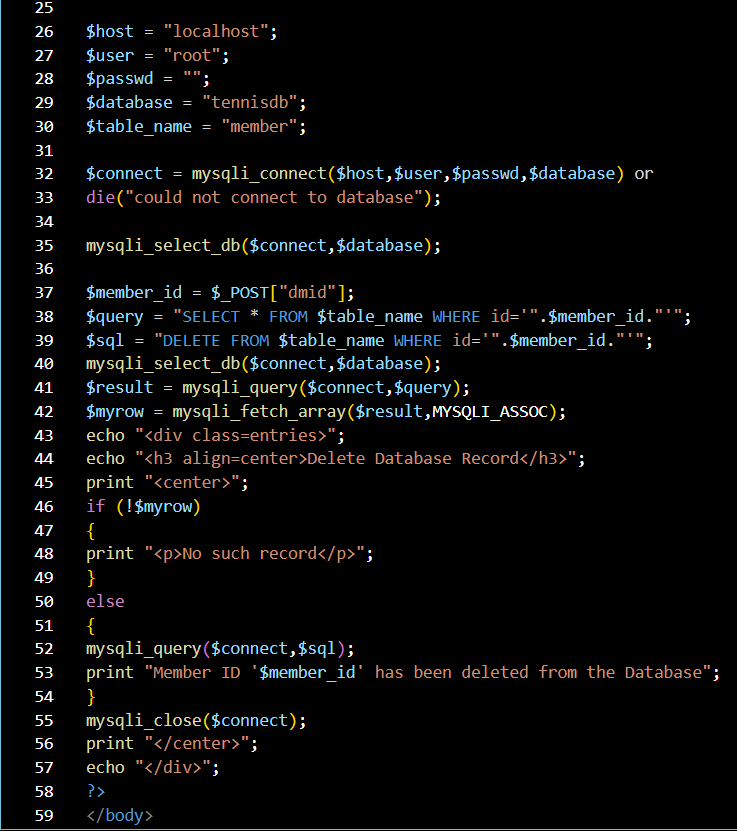 25
26 $host = "localhost";
27 $user = "root";
28 $passwd = "";
29 $database = "tennisdb";
30 $table_name = "member";
31
32 $connect = mysqli_connect($host,$user,$passwd,$database) or
33 die("could not connect to database");
34
35 mysqli_select_db($connect,$database);
36
37 $member_id = $_POST["dmid"];
38 $query = "SELECT * FROM $table_name WHERE id='".$member_id."'";
39 $sql = "DELETE FROM $table_name WHERE id='".$member_id."'";
40 mysqli_select_db($connect,$database);
41 $result = mysqli_query($connect,$query);
42 $myrow = mysqli_fetch_array($result,MYSQLI_ASSOC);
43 echo "<div class=entries>";
44 echo "<h3 align=center>Delete Database Record</h3>";
45 print "<center>";
46 if (!$myrow)
47 {
48 print "<p>No such record</p>";
49 }
50 else
51 {
52 mysqli_query($connect,$sql);
53 print "Member ID '$member_id' has been deleted from the Database";
54 }
55 mysqli_close($connect);
56 print "</center>";
57 echo "</div>";
58 ?>
59 </body>